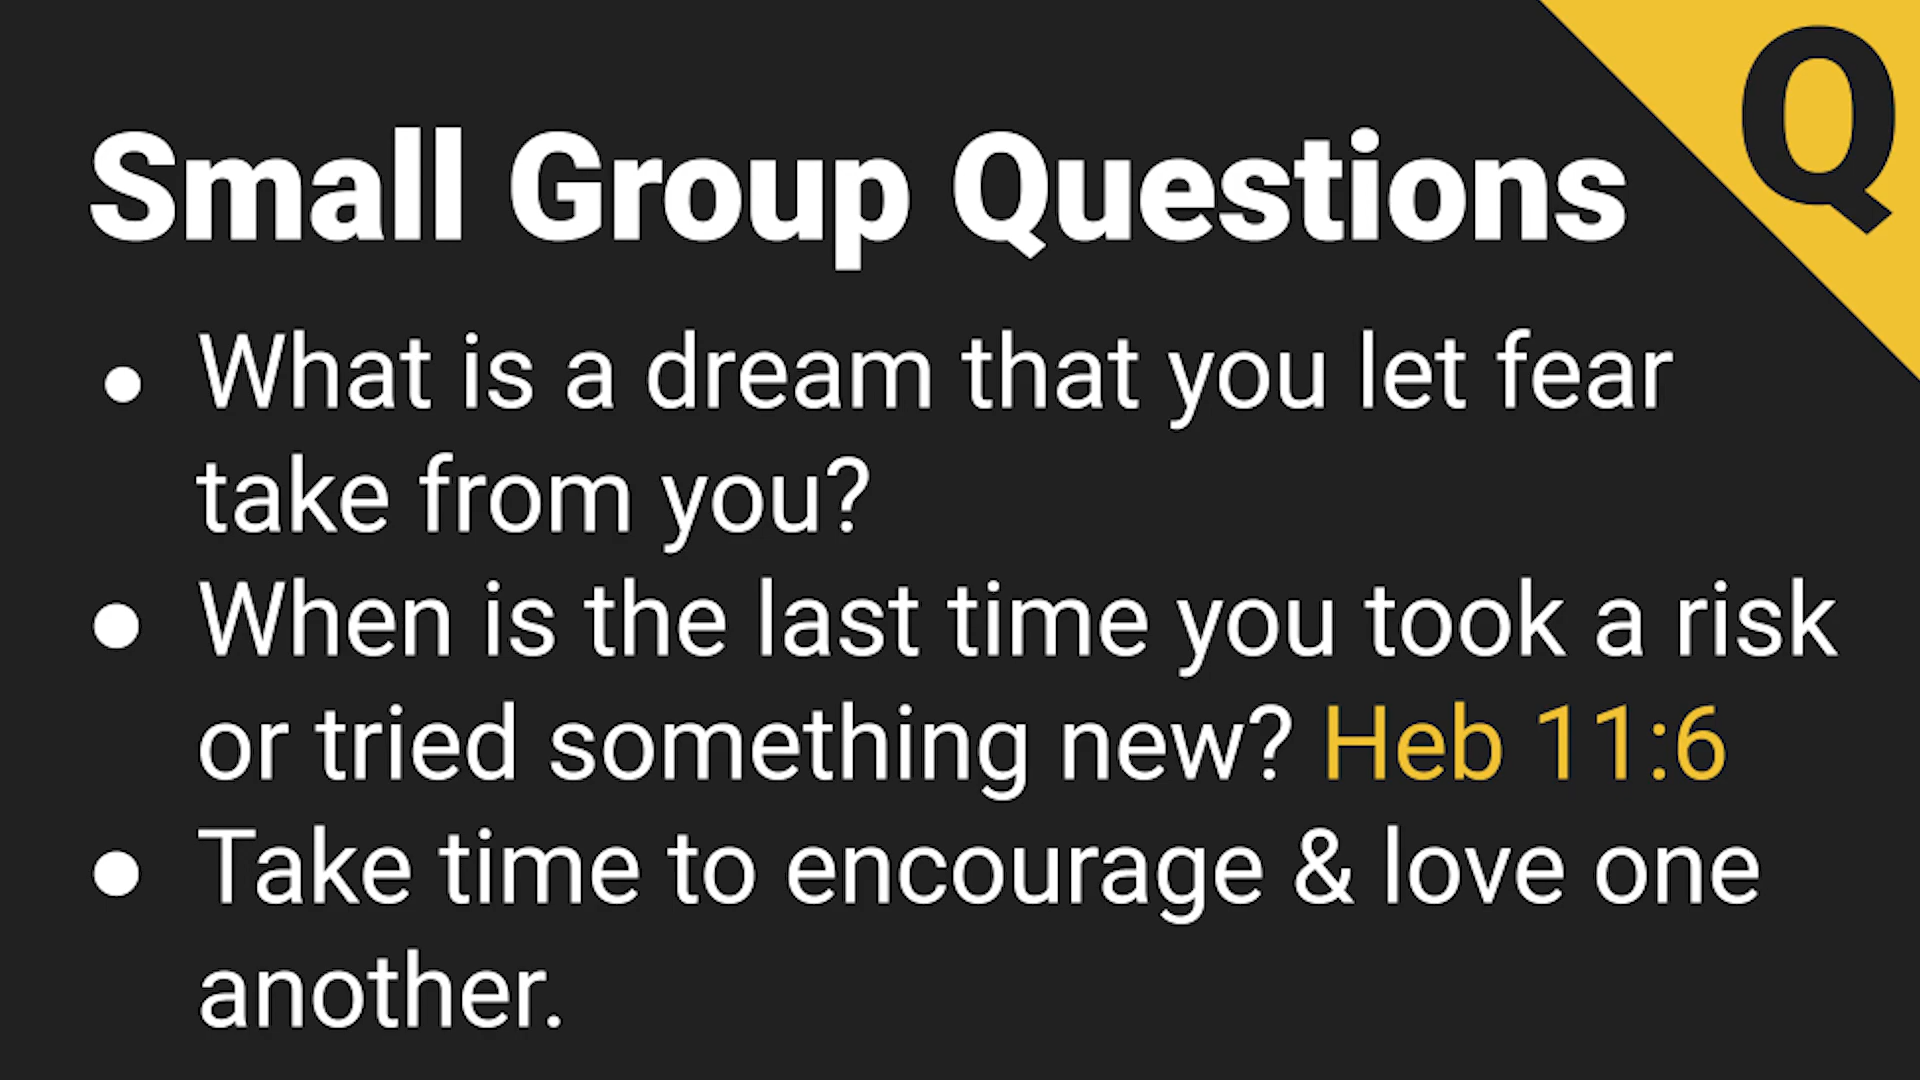 Q
Small Group Questions
● What is a dream that you let fear
take from you?
● When is the last time you took a risk
or tried something new? Heb 11:6
● Take time to encourage & love one
another.